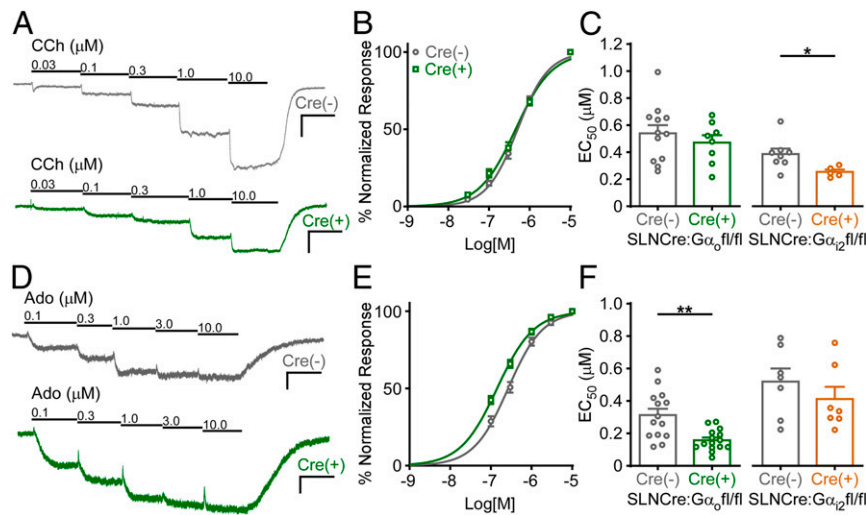 A
CCh (μM)
0.03 0.1 0.3 1.0 10.0
Cre(-)
CCh (μM)
0.03 0.1 0.3 1.0 10.0
Cre(+)
B
% Normalized Response
100
50
0
-9 -8 -7 -6 -5
Log[M]
Cre(-)
Cre(+)
C
EC50 (μM)
1.2
1.0
0.8
0.6
0.4
0.2
0
*
Cre(-) Cre(+) Cre(-) Cre(+)
SLNCre:Gαofl/fl SLNCre:Gαi2fl/fl
D
Ado (μM)
0.1 0.3 1.0 3.0 10.0
Cre(-)
Ado (μM)
0.1 0.3 1.0 3.0 10.0
Cre(+)
E
% Normalized Response
100
50
0
-9 -8 -7 -6 -5
Log[M]
F
EC50 (μM)
1.0
0.8
0.6
0.4
0.2
0
**
Cre(-) Cre(+) Cre(-) Cre(+)
SLNCre:Gαofl/fl SLNCre:Gαi2fl/fl